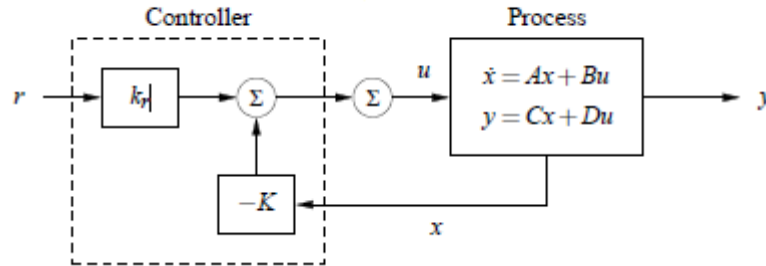 Controller
Process
r
k_r
Σ
Σ
u
ẋ = Ax + Bu
y = Cx + Du
y
−K
x